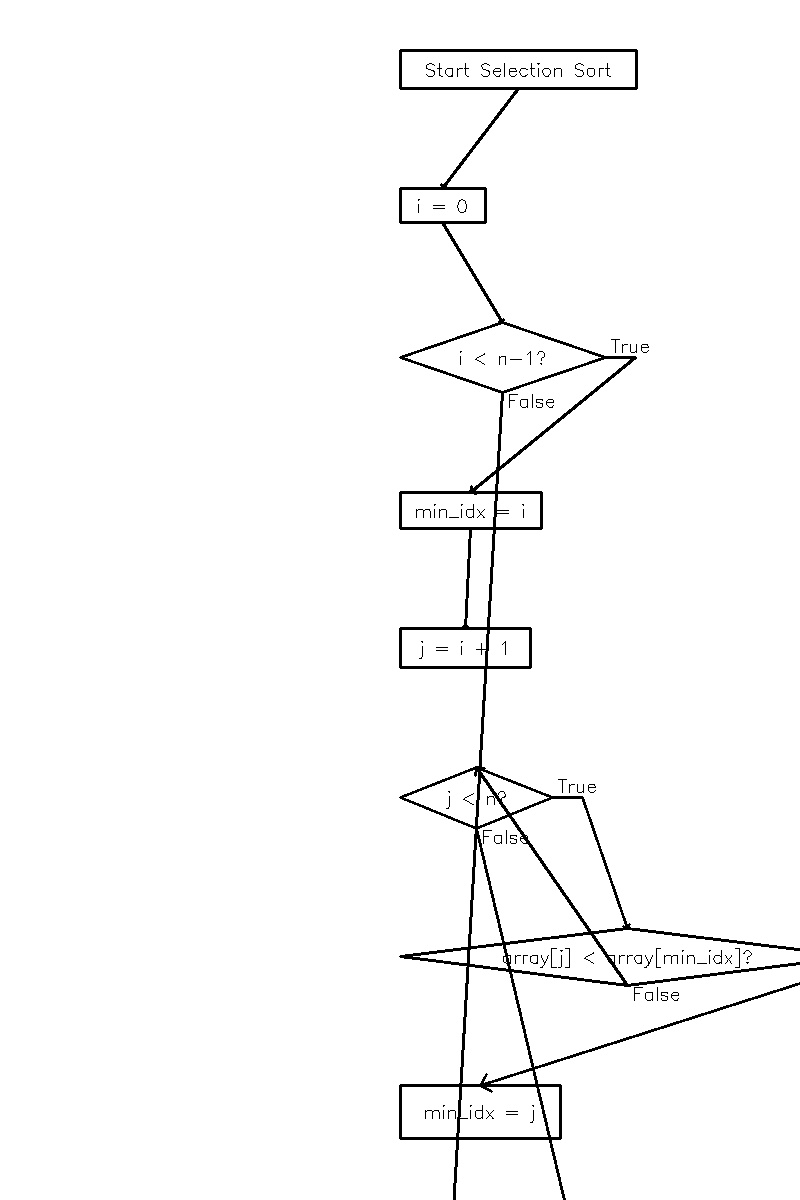 Start Selection Sort
i = 0
i < n-1?
True
False
min_idx = i
j = i + 1
j < n?
True
False
array[j] < array[min_idx]?
False
min_idx = j